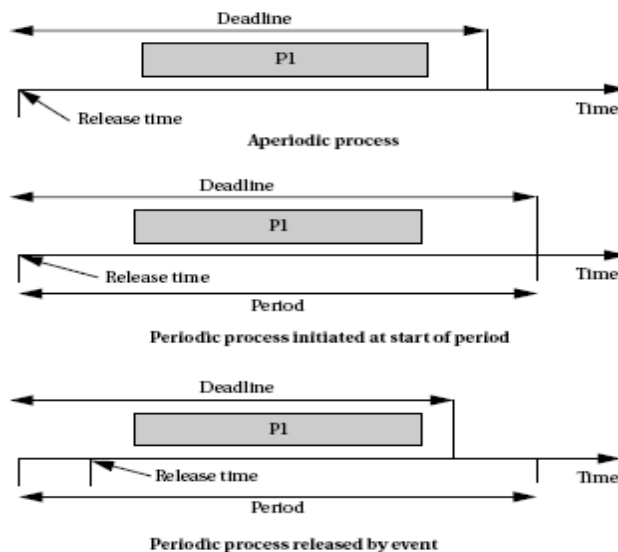 Deadline
P1
Release time
Time
Aperiodic process
Deadline
P1
Release time
Time
Period
Periodic process initiated at start of period
Deadline
P1
Release time
Time
Period
Periodic process released by event